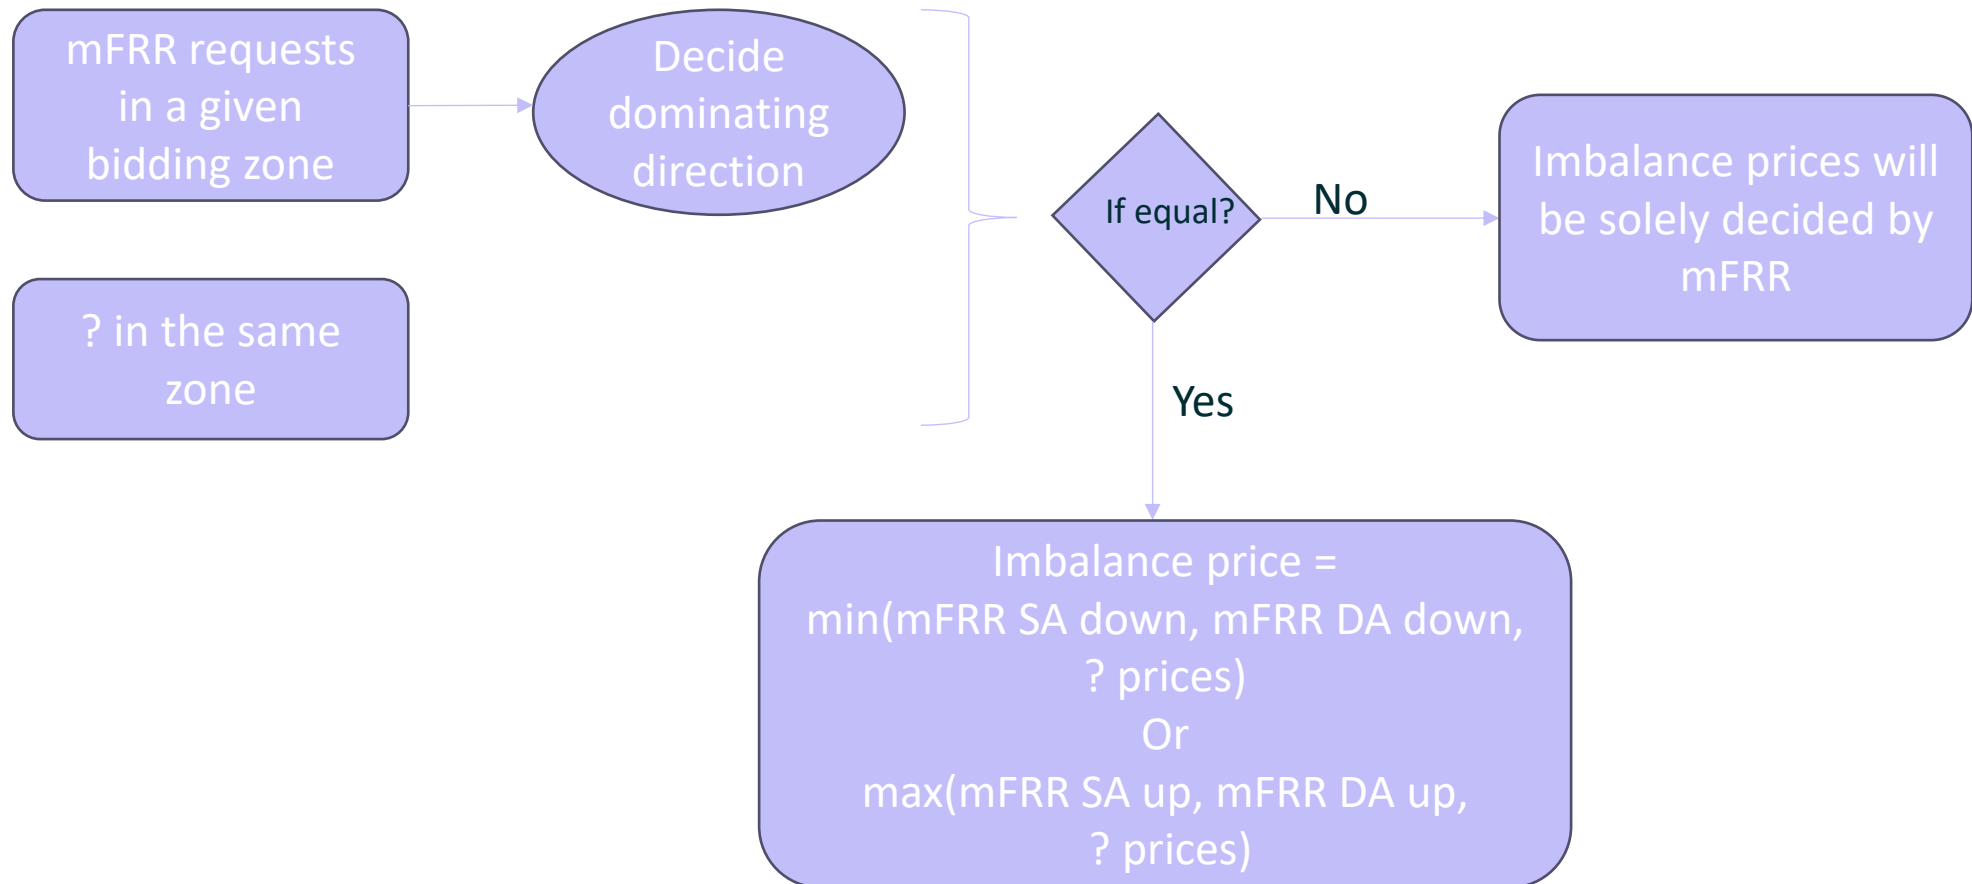 mFRR requests
in a given
bidding zone
Decide
dominating
direction
? in the same
zone
If equal?
No
Imbalance prices will
be solely decided by
mFRR
Yes
Imbalance price =
min(mFRR SA down, mFRR DA down,
? prices)
Or
max(mFRR SA up, mFRR DA up,
? prices)